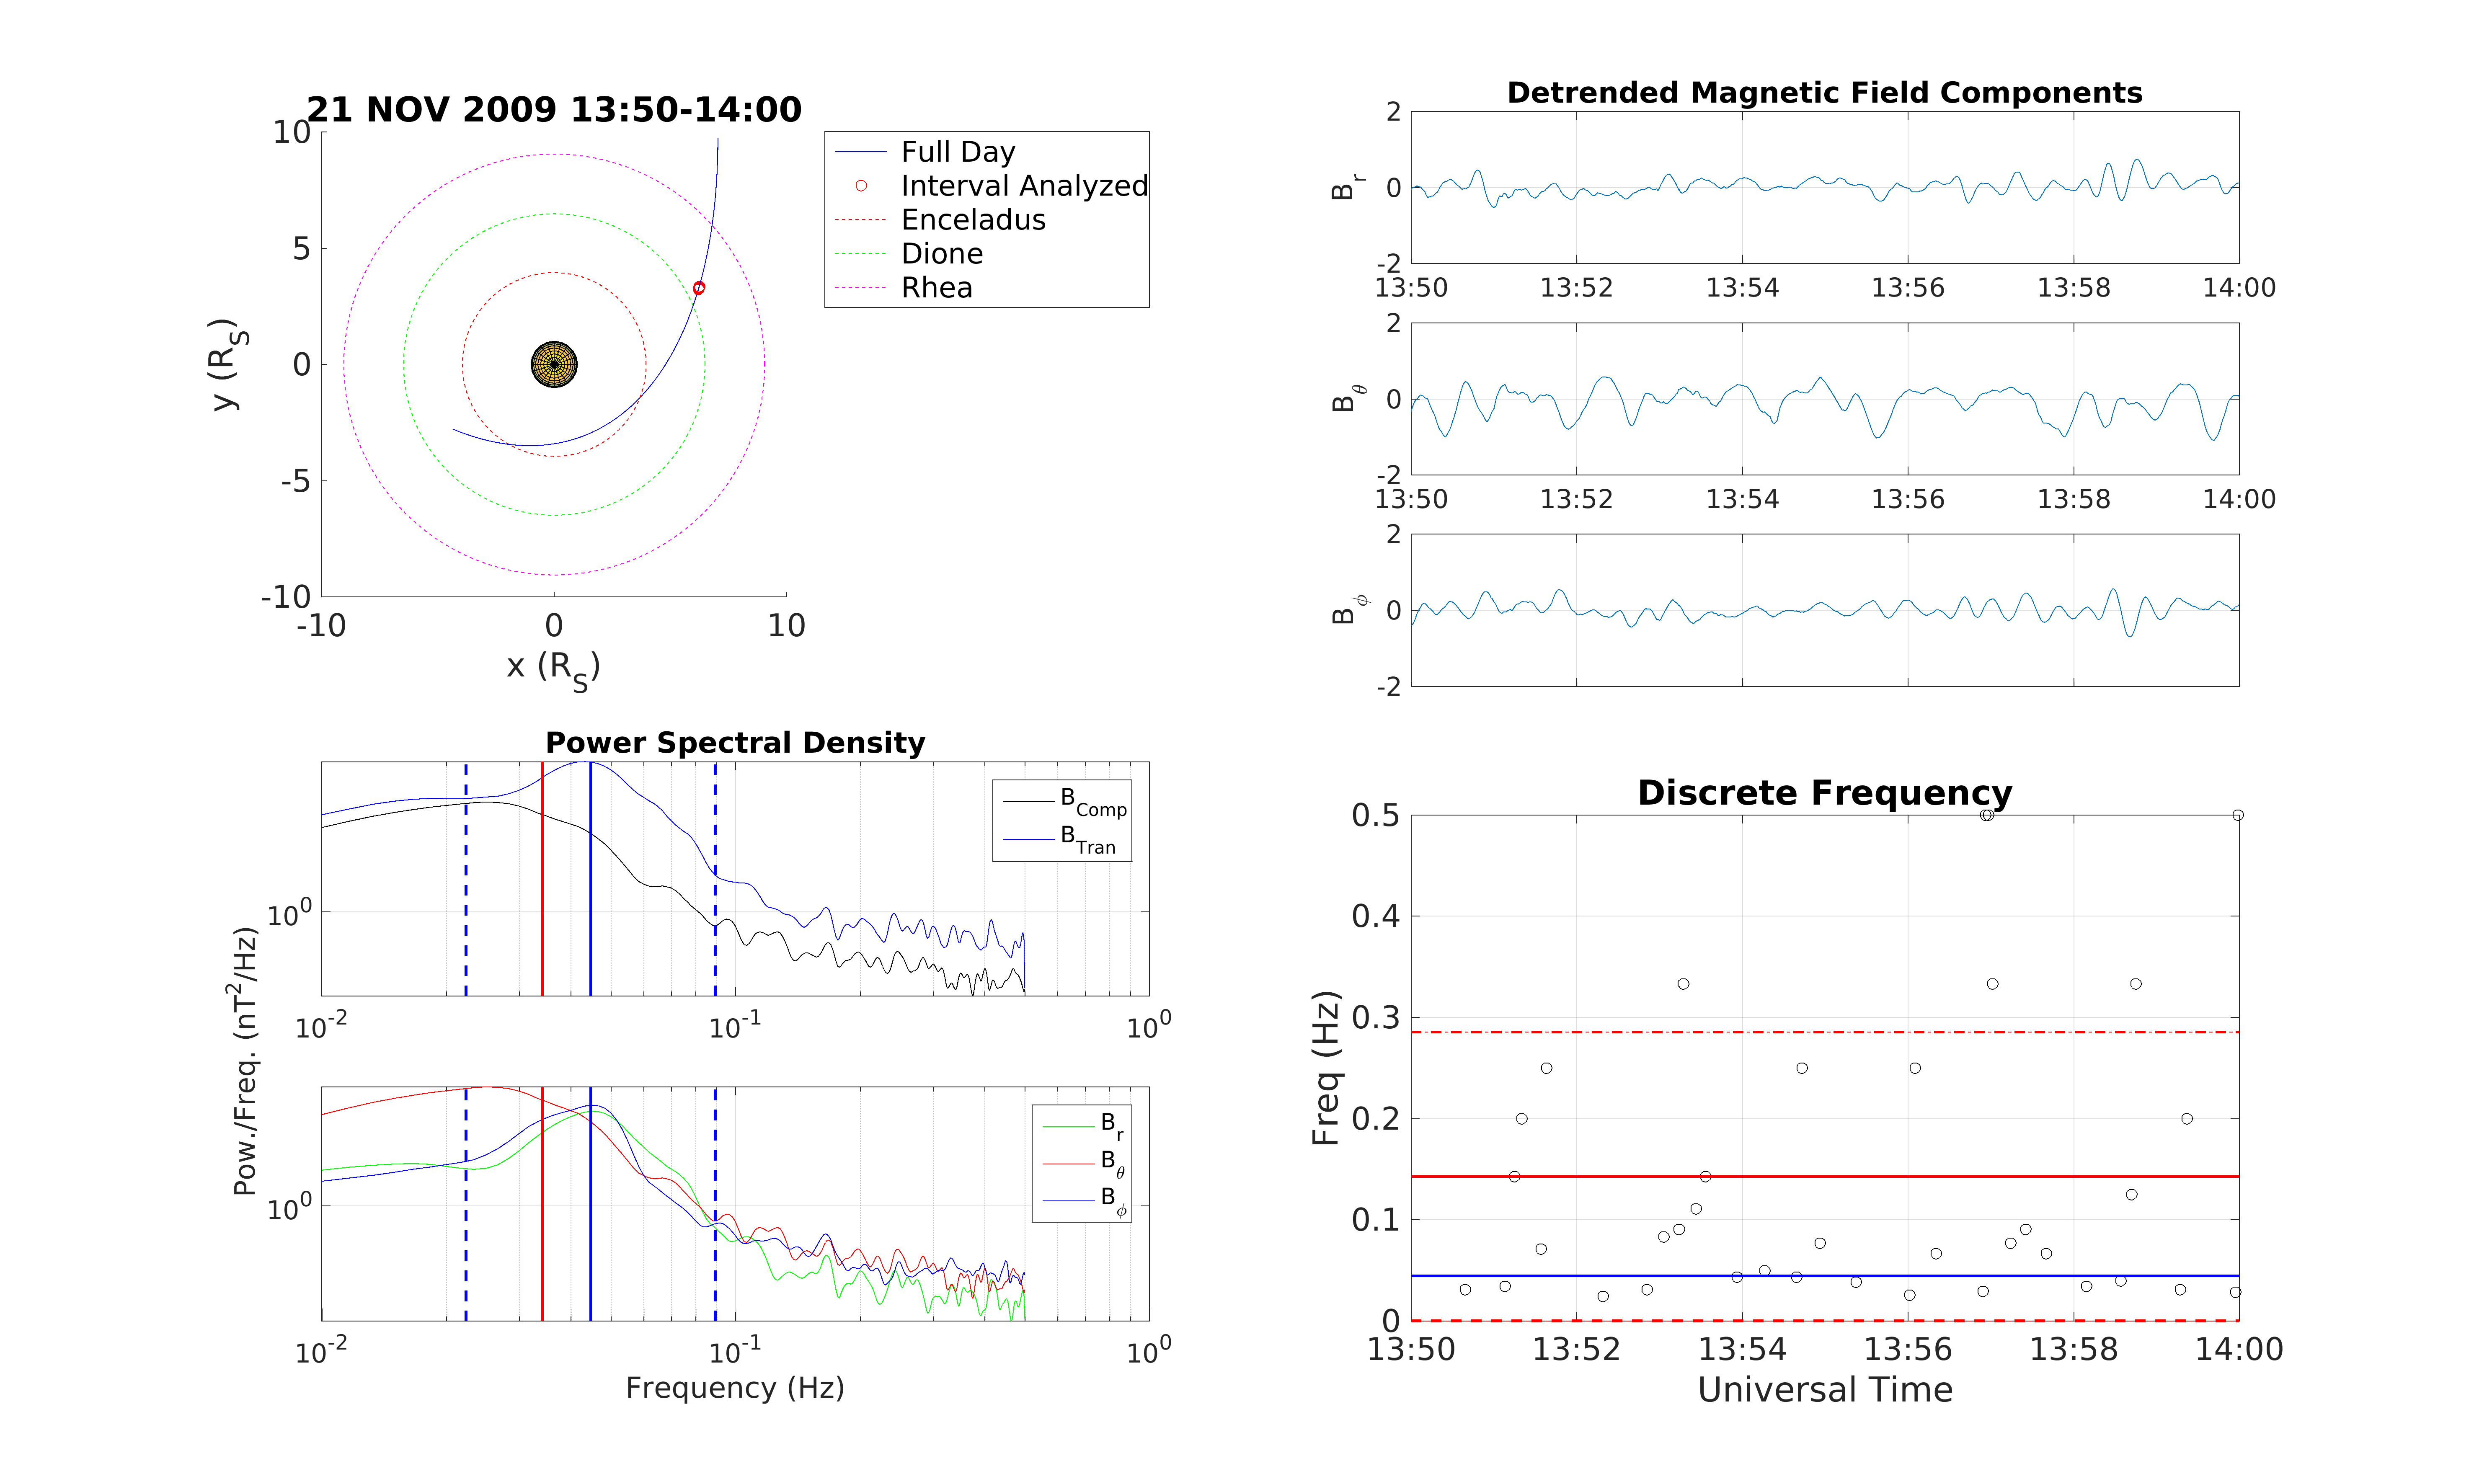 21 NOV 2009 13:50-14:00
10
5
0
-5
-10
y (R_S)
-10 0 10
x (R_S)
Full Day
Interval Analyzed
Enceladus
Dione
Rhea
Detrended Magnetic Field Components
2
0
-2
B_r
13:50 13:52 13:54 13:56 13:58 14:00
2
0
-2
B_θ
13:50 13:52 13:54 13:56 13:58 14:00
2
0
-2
B_ϕ
Power Spectral Density
10^0
B_Comp
B_Tran
10^-2 10^-1 10^0
Pow./Freq. (nT^2/Hz)
10^0
B_r
B_θ
B_ϕ
10^-2 10^-1 10^0
Frequency (Hz)
Discrete Frequency
0.5
0.4
0.3
0.2
0.1
0
Freq (Hz)
13:50 13:52 13:54 13:56 13:58 14:00
Universal Time